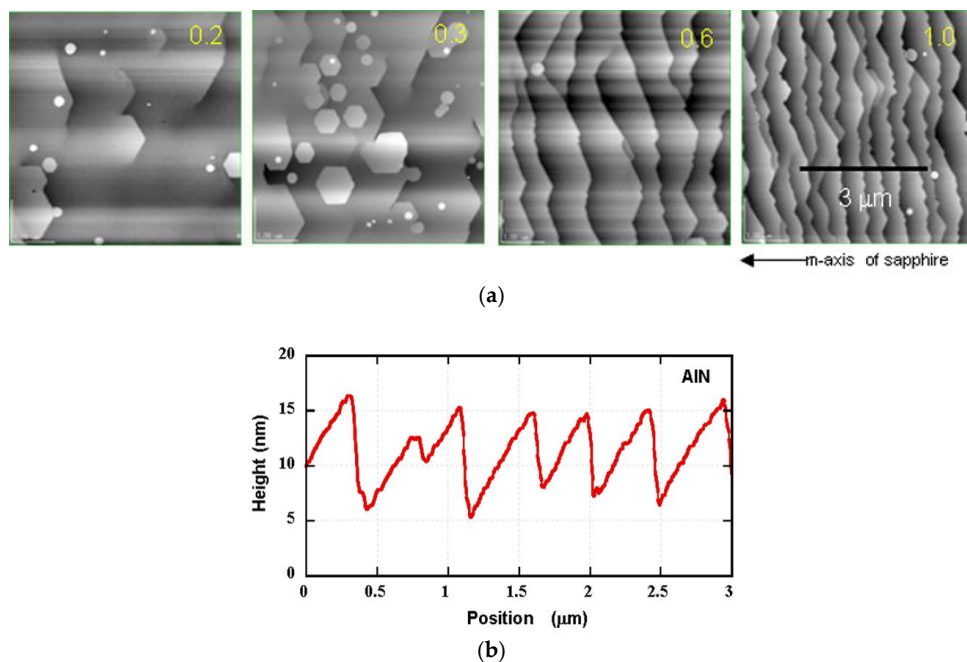 0.2 0.3 0.6 1.0
3 μm
m-axis of sapphire
(a)
20
AlN
15
10
5
0
Height (nm)
0 0.5 1 1.5 2 2.5 3
Position (μm)
(b)